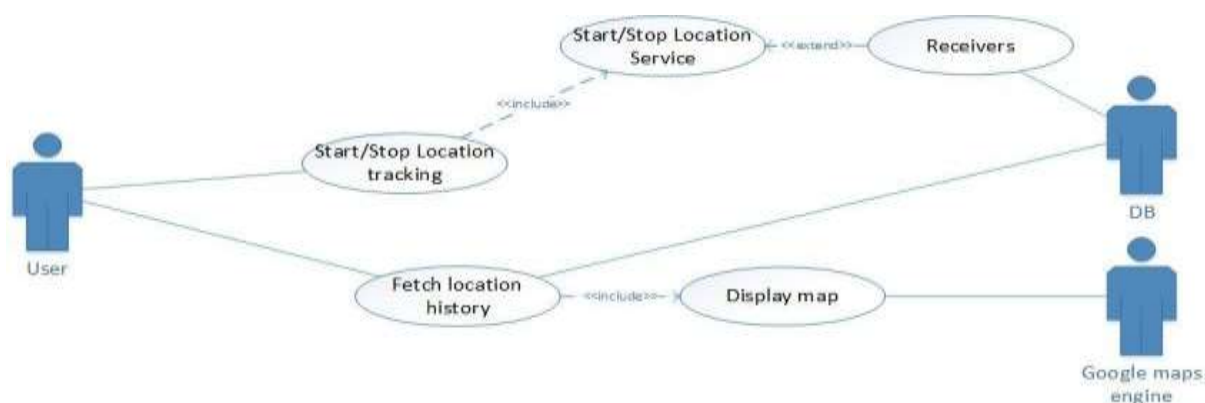 Start/Stop Location
Service
<<extend>>
Receivers
<<include>>
Start/Stop Location
tracking
User
DB
Fetch location
history
<<include>>
Display map
Google maps
engine